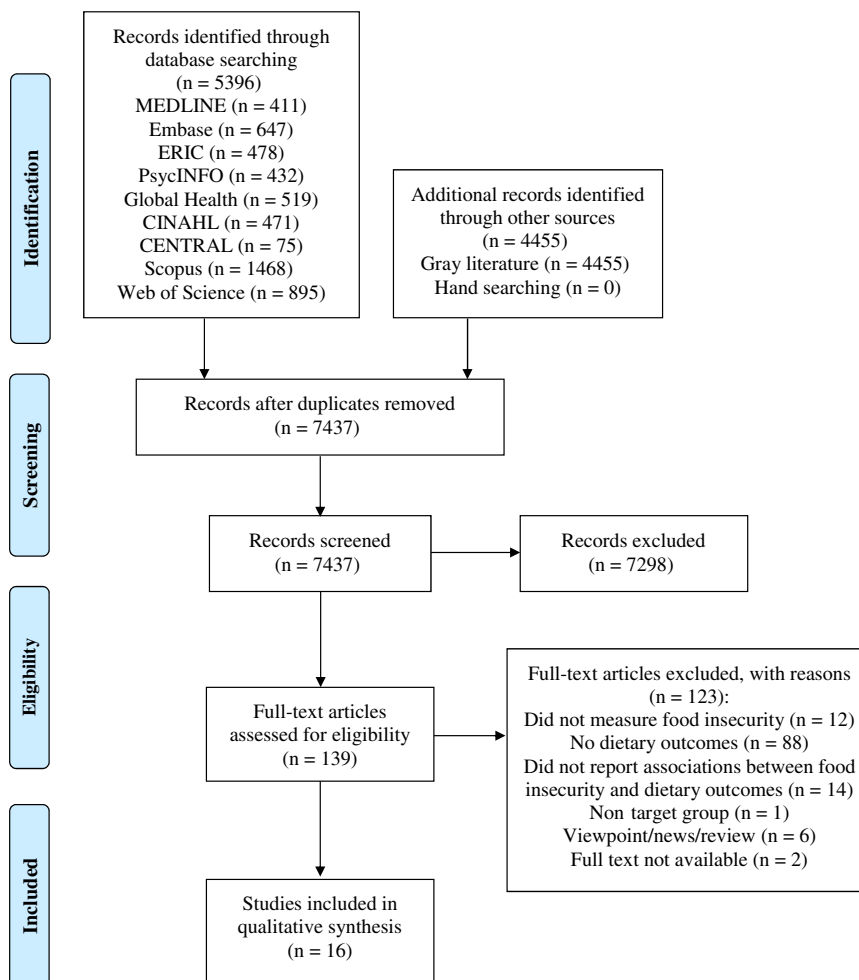 Identification
Records identified through
database searching
(n = 5396)
MEDLINE (n = 411)
Embase (n = 647)
ERIC (n = 478)
PsycINFO (n = 432)
Global Health (n = 519)
CINAHL (n = 471)
CENTRAL (n = 75)
Scopus (n = 1468)
Web of Science (n = 895)
Additional records identified
through other sources
(n = 4455)
Gray literature (n = 4455)
Hand searching (n = 0)
Screening
Records after duplicates removed
(n = 7437)
Records screened
(n = 7437)
Records excluded
(n = 7298)
Eligibility
Full-text articles
assessed for eligibility
(n = 139)
Full-text articles excluded, with reasons
(n = 123):
Did not measure food insecurity (n = 12)
No dietary outcomes (n = 88)
Did not report associations between food
insecurity and dietary outcomes (n = 14)
Non target group (n = 1)
Viewpoint/news/review (n = 6)
Full text not available (n = 2)
Included
Studies included in
qualitative synthesis
(n = 16)